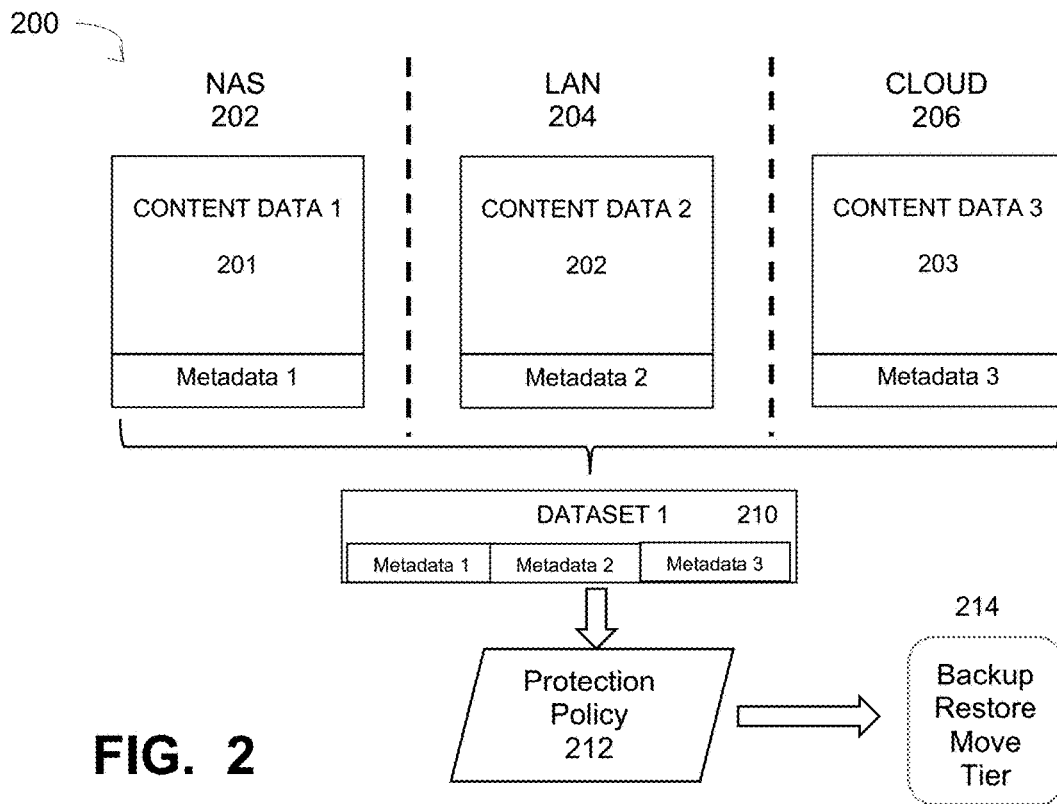 200
NAS
202
LAN
204
CLOUD
206
CONTENT DATA 1
201
CONTENT DATA 2
202
CONTENT DATA 3
203
Metadata 1
Metadata 2
Metadata 3
DATASET 1 210
Metadata 1 Metadata 2 Metadata 3
214
Protection
Policy
212
Backup
Restore
Move
Tier
FIG. 2